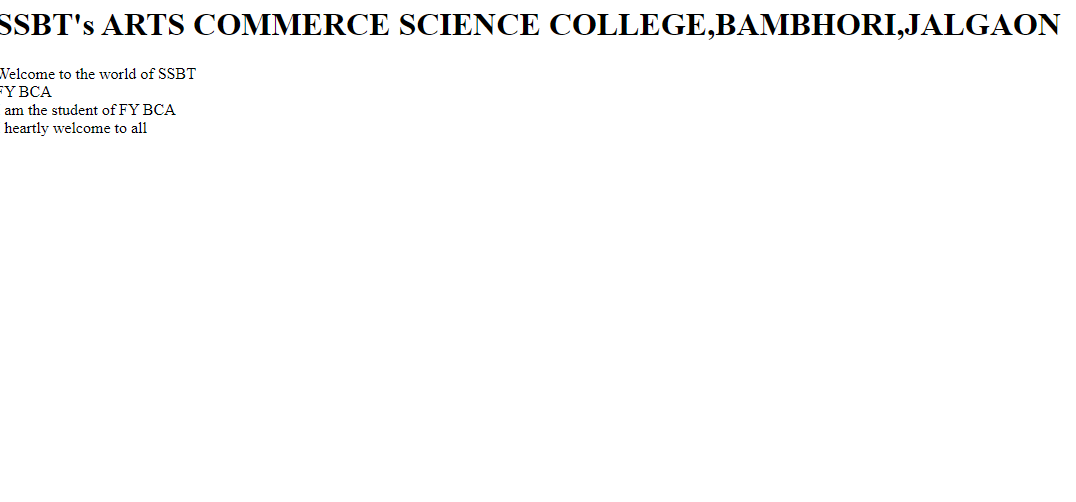 SSBT's ARTS COMMERCE SCIENCE COLLEGE,BAMBHORI,JALGAON
Welcome to the world of SSBT
FY BCA
am the student of FY BCA
heartly welcome to all